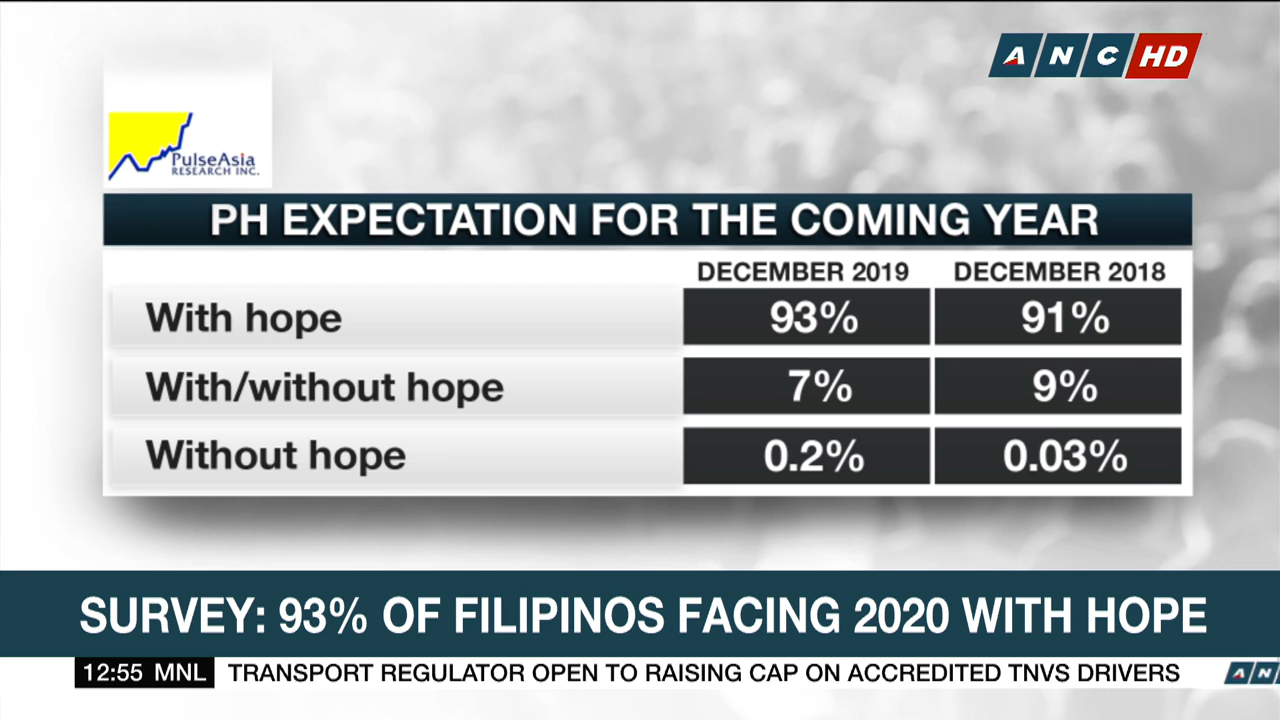 ANC HD
PulseAsia
RESEARCH INC.
PH EXPECTATION FOR THE COMING YEAR
DECEMBER 2019 DECEMBER 2018
With hope 93% 91%
With/without hope 7% 9%
Without hope 0.2% 0.03%
SURVEY: 93% OF FILIPINOS FACING 2020 WITH HOPE
12:55 MNL TRANSPORT REGULATOR OPEN TO RAISING CAP ON ACCREDITED TNVS DRIVERS AN